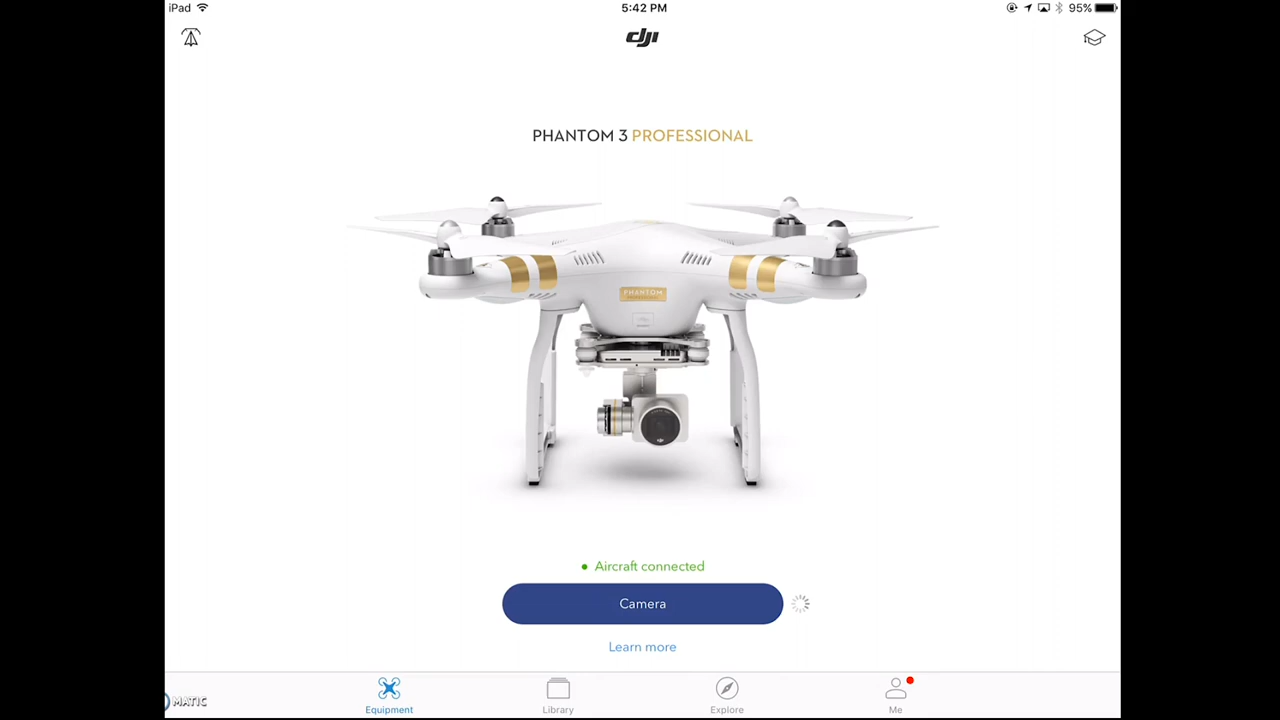 iPad 5:42 PM 95%
dji
PHANTOM 3 PROFESSIONAL
PHANTOM
Aircraft connected
Camera
Learn more
MATIC
Equipment Library Explore Me